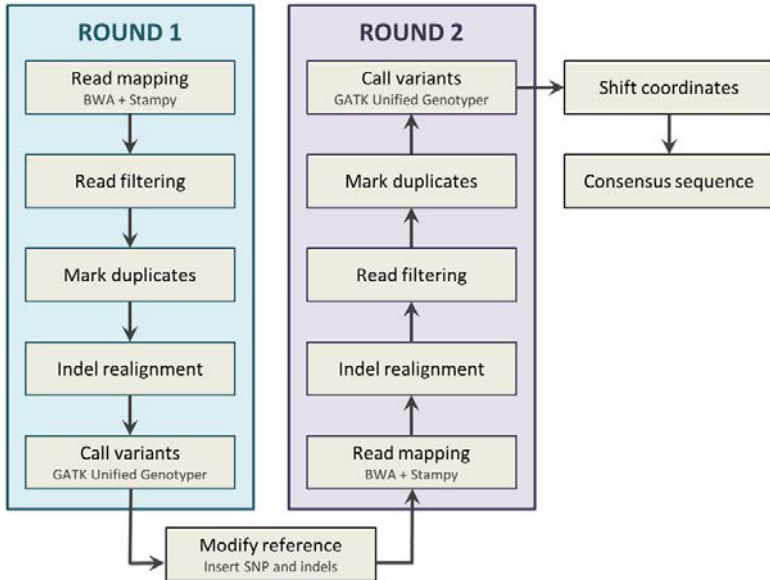 ROUND 1
Read mapping
BWA + Stampy
Read filtering
Mark duplicates
Indel realignment
Call variants
GATK Unified Genotyper
Modify reference
Insert SNP and indels
ROUND 2
Call variants
GATK Unified Genotyper
Mark duplicates
Read filtering
Indel realignment
Read mapping
BWA + Stampy
Shift coordinates
Consensus sequence